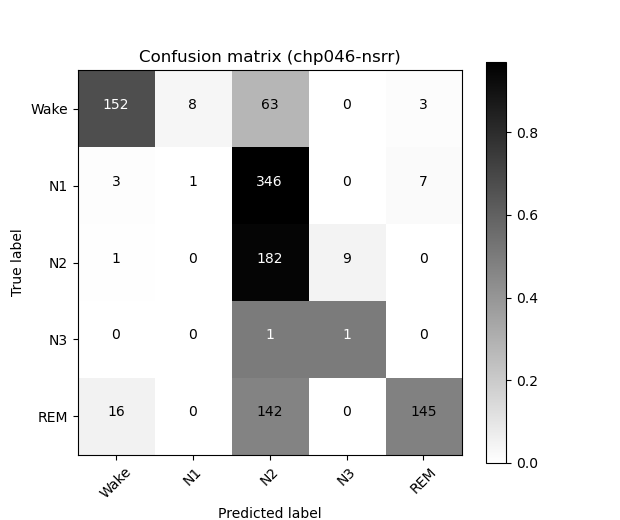 Confusion matrix (chp046-nsrr)
True label
Wake 152 8 63 0 3
N1 3 1 346 0 7
N2 1 0 182 9 0
N3 0 0 1 1 0
REM 16 0 142 0 145
Wake N1 N2 N3 REM
Predicted label
0.8
0.6
0.4
0.2
0.0